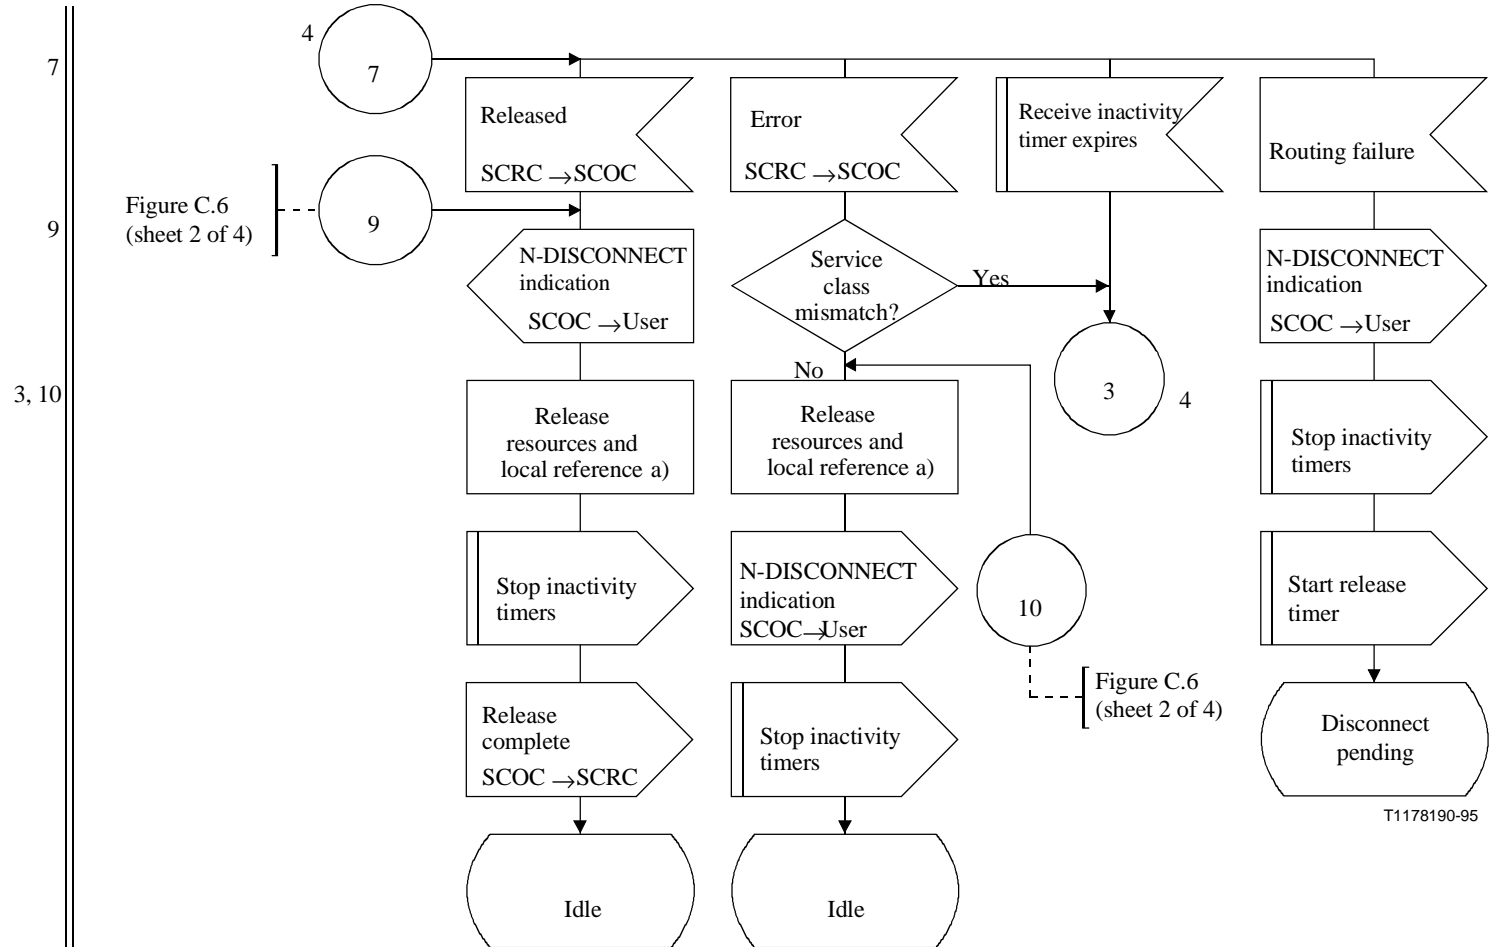 4
7
7
Released
SCRC →SCOC
Error
SCRC →SCOC
Receive inactivity
timer expires
Routing failure
Figure C.6
(sheet 2 of 4)
9
9
N-DISCONNECT
indication
SCOC →User
Service
class
mismatch?
Yes
No
N-DISCONNECT
indication
SCOC →User
3, 10
3
4
Release
resources and
local reference a)
Release
resources and
local reference a)
Stop inactivity
timers
Stop inactivity
timers
N-DISCONNECT
indication
SCOC→User
10
Start release
timer
Figure C.6
(sheet 2 of 4)
Release
complete
SCOC →SCRC
Stop inactivity
timers
Disconnect
pending
T1178190-95
Idle
Idle